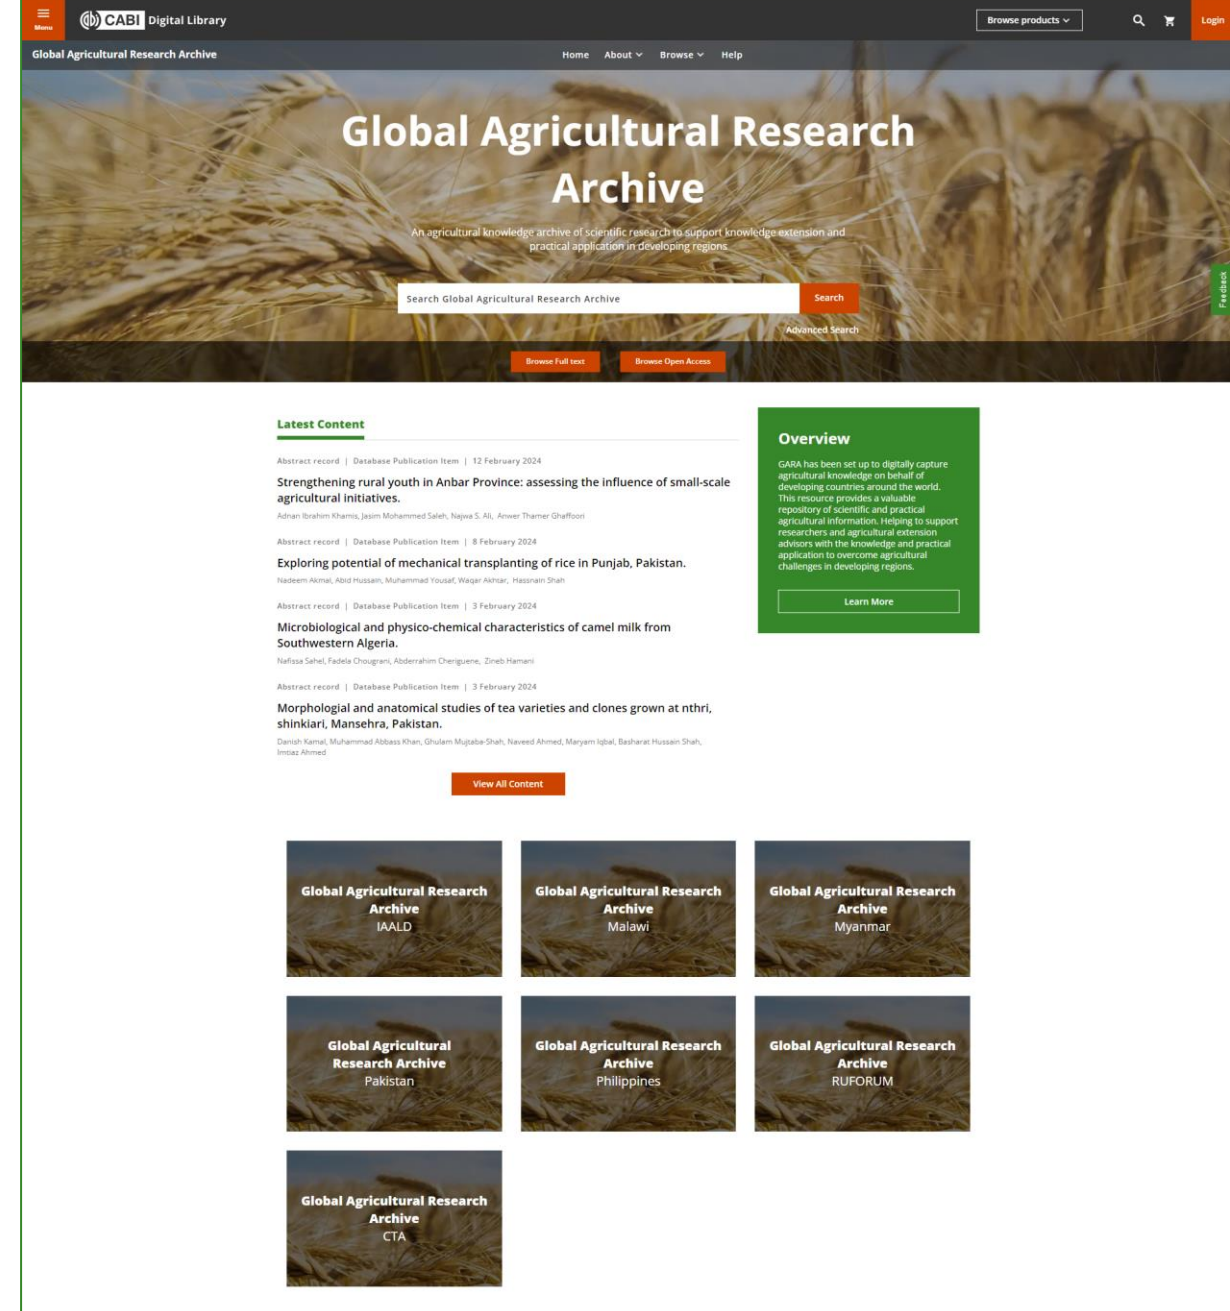 Menu
CABI Digital Library
Browse products
Login
Global Agricultural Research Archive
Home About Browse Help
Global Agricultural Research
Archive
An agricultural knowledge archive of scientific research to support knowledge extension and
practical application in developing regions
Search Global Agricultural Research Archive
Search
Advanced Search
Feedback
Browse Full text
Browse Open Access
Latest Content
Abstract record | Database Publication Item | 12 February 2024
Strengthening rural youth in Anbar Province: assessing the influence of small-scale
agricultural initiatives.
Adnan Ibrahim Khamis, Jasim Mohammed Saleh, Najwa S. Ali, Anwer Thamer Ghaffoori
Abstract record | Database Publication Item | 8 February 2024
Exploring potential of mechanical transplanting of rice in Punjab, Pakistan.
Nadeem Akmal, Abid Hussain, Muhammad Yousaf, Waqar Akhtar, Hassnain Shah
Abstract record | Database Publication Item | 3 February 2024
Microbiological and physico-chemical characteristics of camel milk from
Southwestern Algeria.
Nafissa Sahel, Fadela Chougrani, Abderrahim Cheriguene, Zineb Hamani
Abstract record | Database Publication Item | 3 February 2024
Morphologial and anatomical studies of tea varieties and clones grown at nthri,
shinkiari, Mansehra, Pakistan.
Danish Kamal, Muhammad Abbass Khan, Ghulam Mujtaba-Shah, Naveed Ahmed, Maryam Iqbal, Basharat Hussain Shah,
Imtiaz Ahmed
View All Content
Overview
GARA has been set up to digitally capture
agricultural knowledge on behalf of
developing countries around the world.
This resource provides a valuable
repository of scientific and practical
agricultural information. Helping to support
researchers and agricultural extension
advisors with the knowledge and practical
application to overcome agricultural
challenges in developing regions.
Learn More
Global Agricultural Research
Archive
IAALD
Global Agricultural Research
Archive
Malawi
Global Agricultural Research
Archive
Myanmar
Global Agricultural
Research Archive
Pakistan
Global Agricultural Research
Archive
Philippines
Global Agricultural Research
Archive
RUFORUM
Global Agricultural Research
Archive
CTA